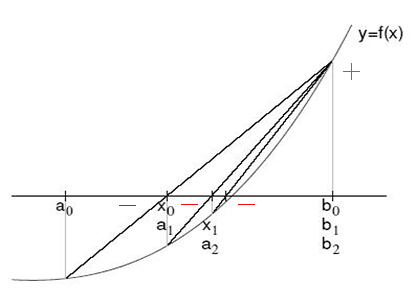 y=f(x)
+
a₀ — x₀ — — b₀
a₁ x₁ b₁
a₂ b₂